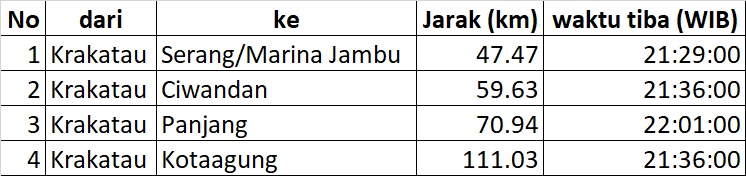 No dari ke Jarak (km) waktu tiba (WIB)
1 Krakatau Serang/Marina Jambu 47.47 21:29:00
2 Krakatau Ciwandan 59.63 21:36:00
3 Krakatau Panjang 70.94 22:01:00
4 Krakatau Kotaagung 111.03 21:36:00